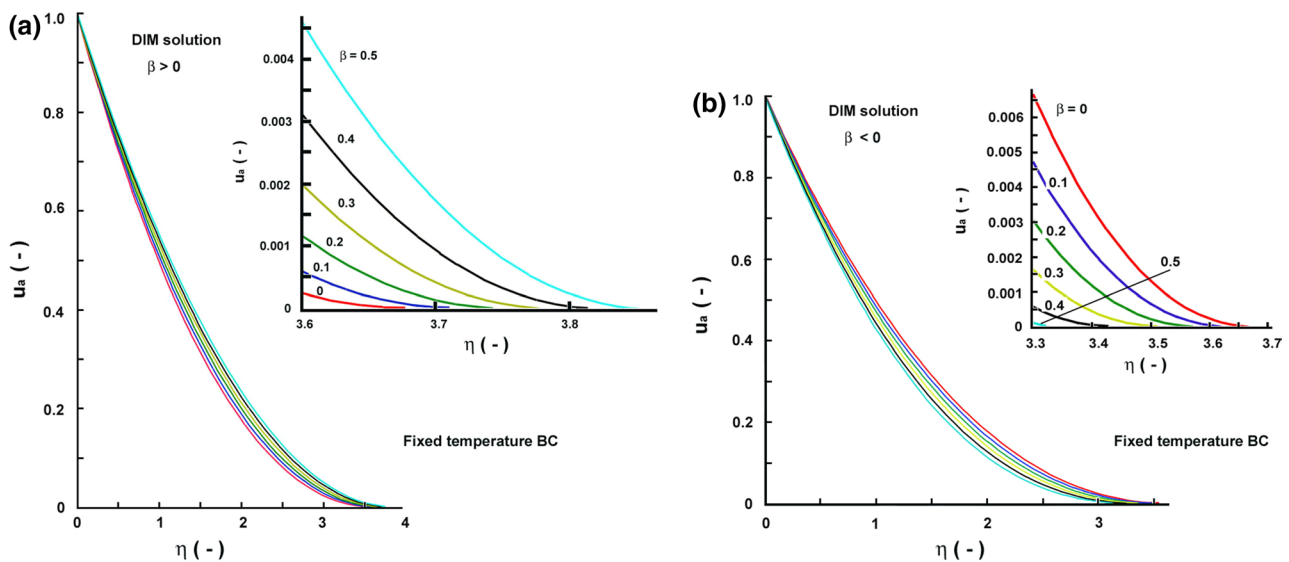 (a)
DIM solution
β > 0
uₐ ( - )
1.0
0.8
0.6
0.4
0.2
0
0
1
2
3
4
η ( - )
Fixed temperature BC
uₐ ( - )
0.004
0.003
0.002
0.001
0
3.6
3.7
3.8
η ( - )
β = 0.5
0.4
0.3
0.2
0.1
0
(b)
DIM solution
β < 0
uₐ ( - )
1.0
0.8
0.6
0.4
0.2
0
0
1
2
3
η ( - )
Fixed temperature BC
uₐ ( - )
0.006
0.005
0.004
0.003
0.002
0.001
0
3.3
3.4
3.5
3.6
3.7
η ( - )
β = 0
0.1
0.2
0.3
0.4
0.5